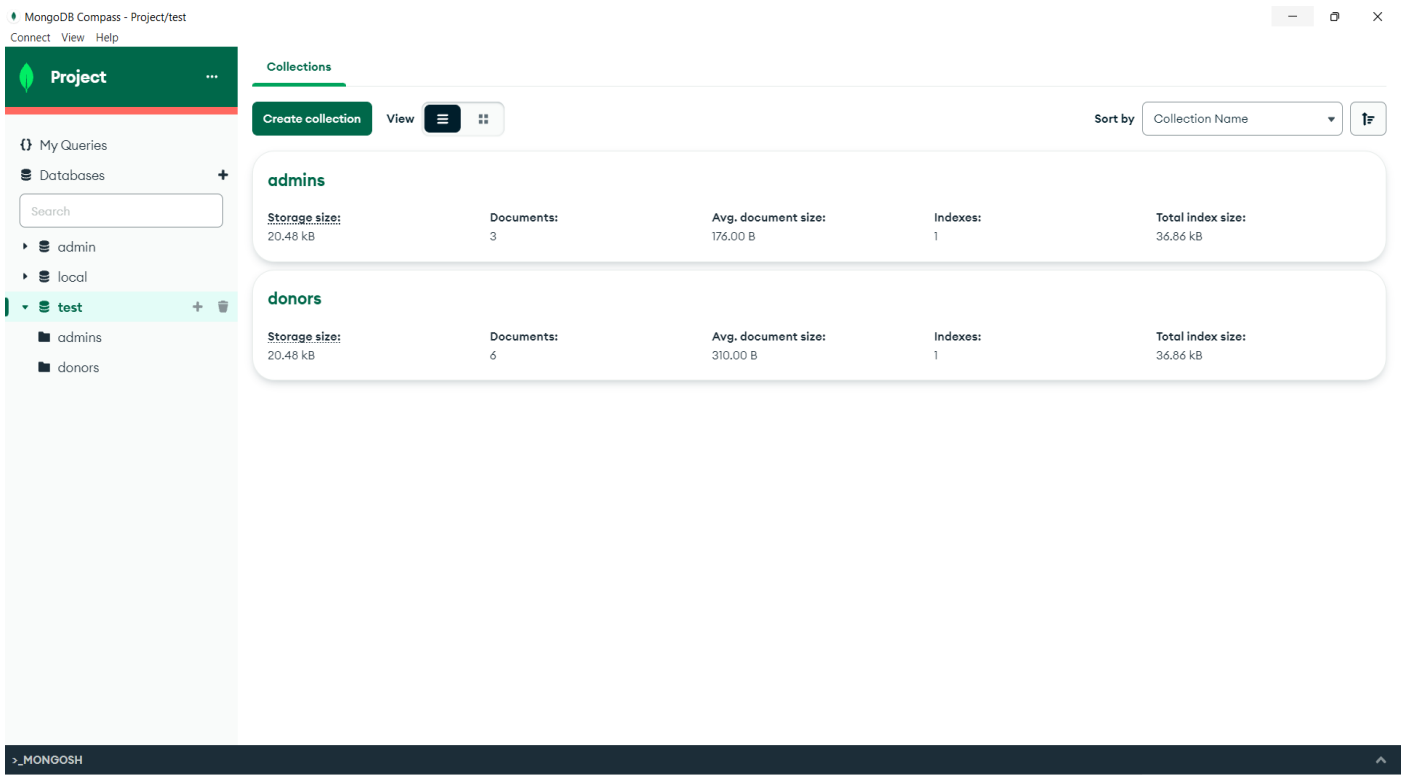 MongoDB Compass - Project/test
Connect View Help
Project
...
{} My Queries
Databases
Search
admin
local
test
admins
donors
Collections
Create collection View
Sort by Collection Name
admins
Storage size: Documents: Avg. document size: Indexes: Total index size:
20.48 kB 3 176.00 B 1 36.86 kB
donors
Storage size: Documents: Avg. document size: Indexes: Total index size:
20.48 kB 6 310.00 B 1 36.86 kB
>_MONGOSH